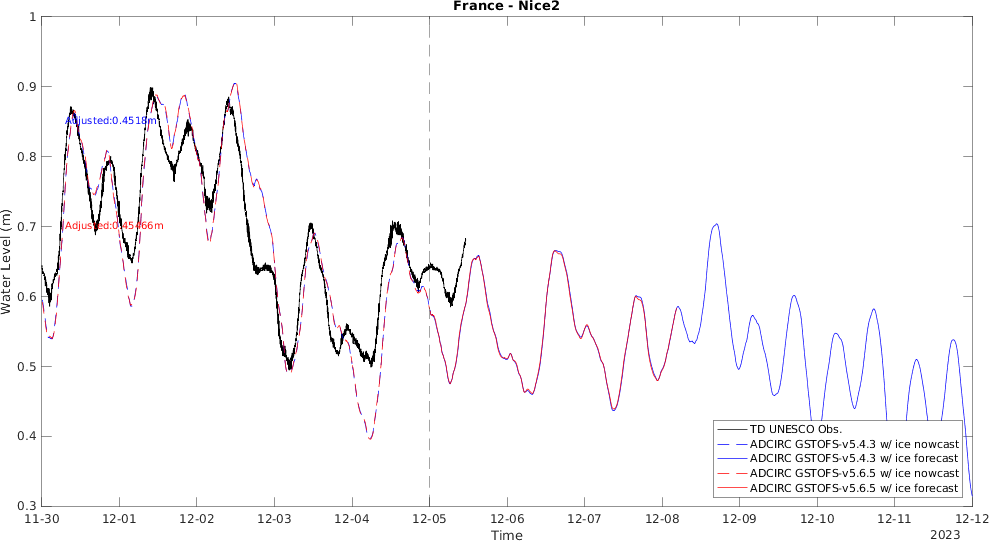 France - Nice2
1
0.9
0.8
0.7
0.6
0.5
0.4
0.3
Water Level (m)
Adjusted:0.4518m
Adjusted:0.45466m
TD UNESCO Obs.
ADCIRC GSTOFS-v5.4.3 w/ ice nowcast
ADCIRC GSTOFS-v5.4.3 w/ ice forecast
ADCIRC GSTOFS-v5.6.5 w/ ice nowcast
ADCIRC GSTOFS-v5.6.5 w/ ice forecast
11-30 12-01 12-02 12-03 12-04 12-05 12-06 12-07 12-08 12-09 12-10 12-11 12-12
Time
2023